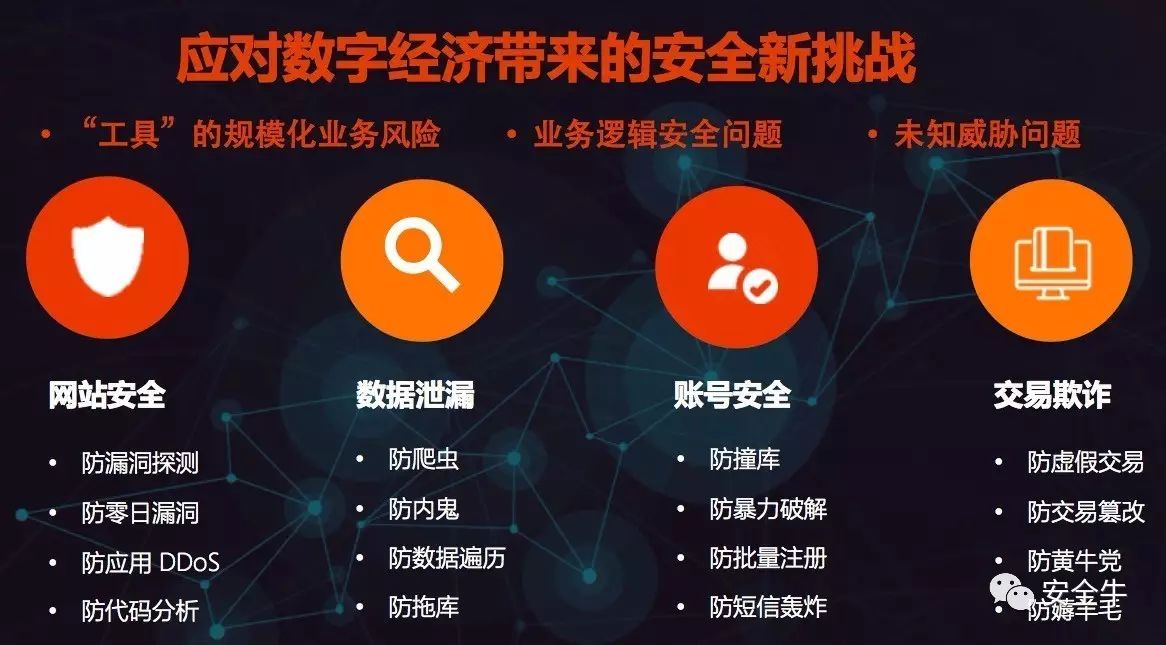 应对数字经济带来的安全新挑战
• “工具”的规模化业务风险
• 业务逻辑安全问题
• 未知威胁问题
网站安全
• 防漏洞探测
• 防零日漏洞
• 防应用 DDoS
• 防代码分析
数据泄漏
• 防爬虫
• 防内鬼
• 防数据遍历
• 防拖库
账号安全
• 防撞库
• 防暴力破解
• 防批量注册
• 防短信轰炸
交易欺诈
• 防虚假交易
• 防交易篡改
• 防黄牛党
• 防薅羊毛
安全牛